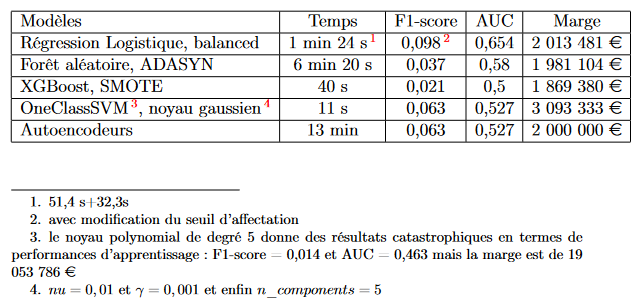 Modèles Temps F1-score AUC Marge
Régression Logistique, balanced 1 min 24 s 1 0,098 2 0,654 2 013 481 €
Forêt aléatoire, ADASYN 6 min 20 s 0,037 0,58 1 981 104 €
XGBoost, SMOTE 40 s 0,021 0,5 1 869 380 €
OneClassSVM 3, noyau gaussien 4 11 s 0,063 0,527 3 093 333 €
Autoencodeurs 13 min 0,063 0,527 2 000 000 €
1. 51,4 s+32,3s
2. avec modification du seuil d'affectation
3. le noyau polynomial de degré 5 donne des résultats catastrophiques en termes de
performances d'apprentissage : F1-score = 0,014 et AUC = 0,463 mais la marge est de 19
053 786 €
4. nu = 0,01 et γ = 0,001 et enfin n_components = 5